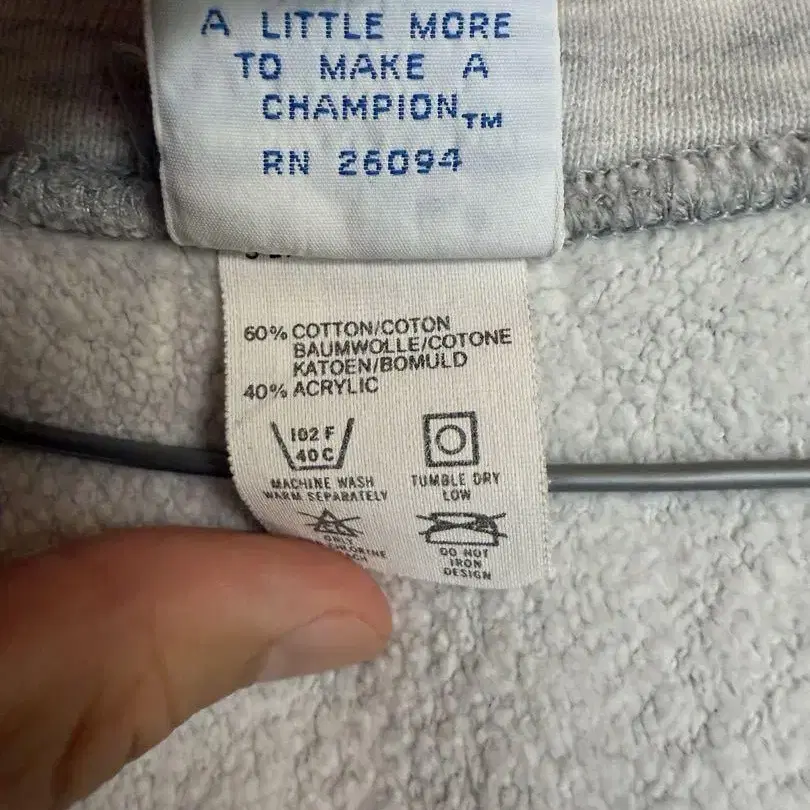 A LITTLE MORE
TO MAKE A
CHAMPION™
RN 26094
60% COTTON/COTON
BAUMWOLLE/COTONE
KATOEN/BOMULD
40% ACRYLIC
102 F
40 C
MACHINE WASH
WARM SEPARATELY
TUMBLE DRY
LOW
ONLY
DO NOT
IRON
DESIGN